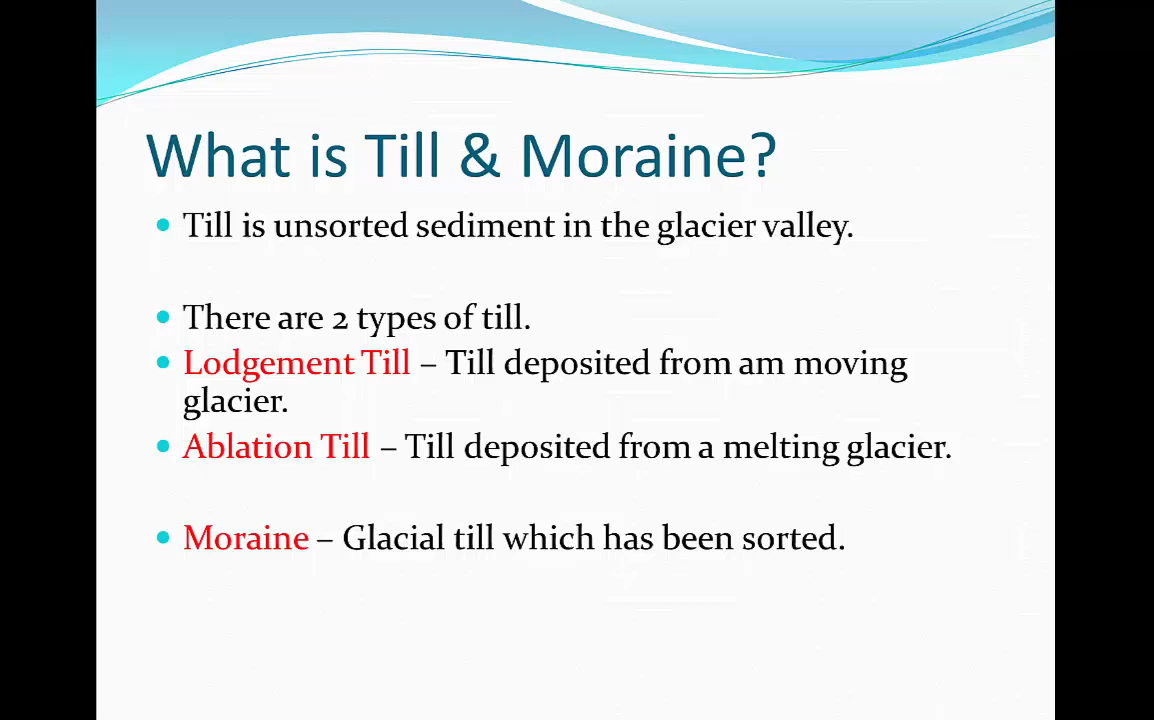 What is Till & Moraine?
• Till is unsorted sediment in the glacier valley.
• There are 2 types of till.
• Lodgement Till – Till deposited from am moving
glacier.
• Ablation Till – Till deposited from a melting glacier.
• Moraine – Glacial till which has been sorted.